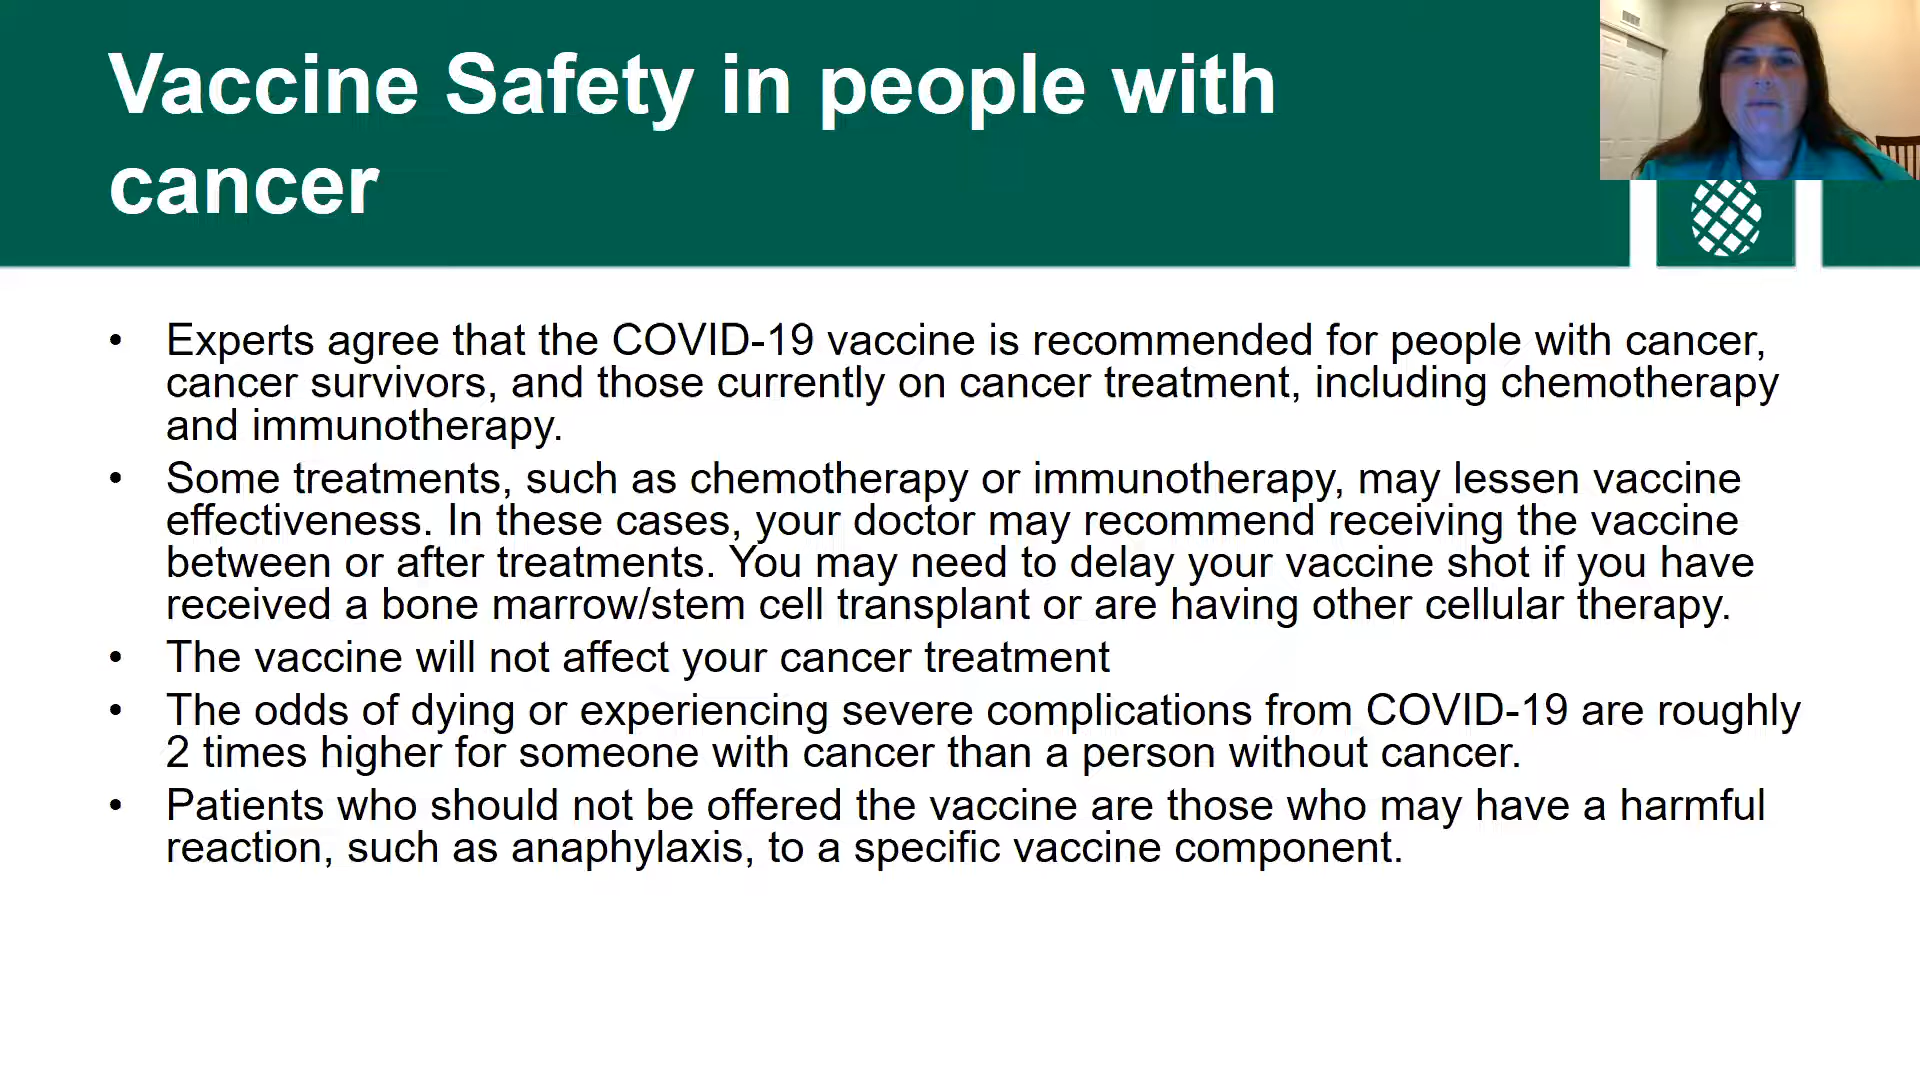 Vaccine Safety in people with
cancer
• Experts agree that the COVID-19 vaccine is recommended for people with cancer,
cancer survivors, and those currently on cancer treatment, including chemotherapy
and immunotherapy.
• Some treatments, such as chemotherapy or immunotherapy, may lessen vaccine
effectiveness. In these cases, your doctor may recommend receiving the vaccine
between or after treatments. You may need to delay your vaccine shot if you have
received a bone marrow/stem cell transplant or are having other cellular therapy.
• The vaccine will not affect your cancer treatment
• The odds of dying or experiencing severe complications from COVID-19 are roughly
2 times higher for someone with cancer than a person without cancer.
• Patients who should not be offered the vaccine are those who may have a harmful
reaction, such as anaphylaxis, to a specific vaccine component.